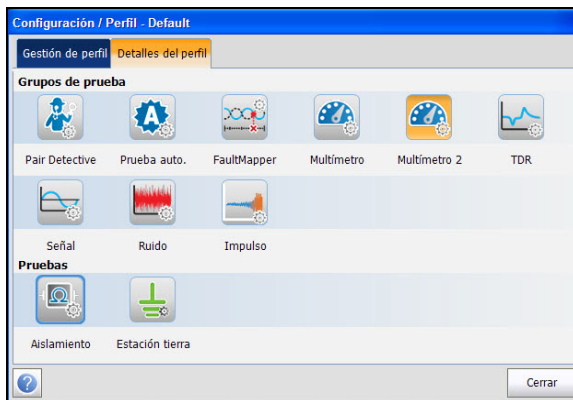 Configuración / Perfil - Default
Gestión de perfil Detalles del perfil
Grupos de prueba
Pair Detective Prueba auto. FaultMapper Multímetro Multímetro 2 TDR
Señal Ruido Impulso
Pruebas
Aislamiento Estación tierra
? Cerrar